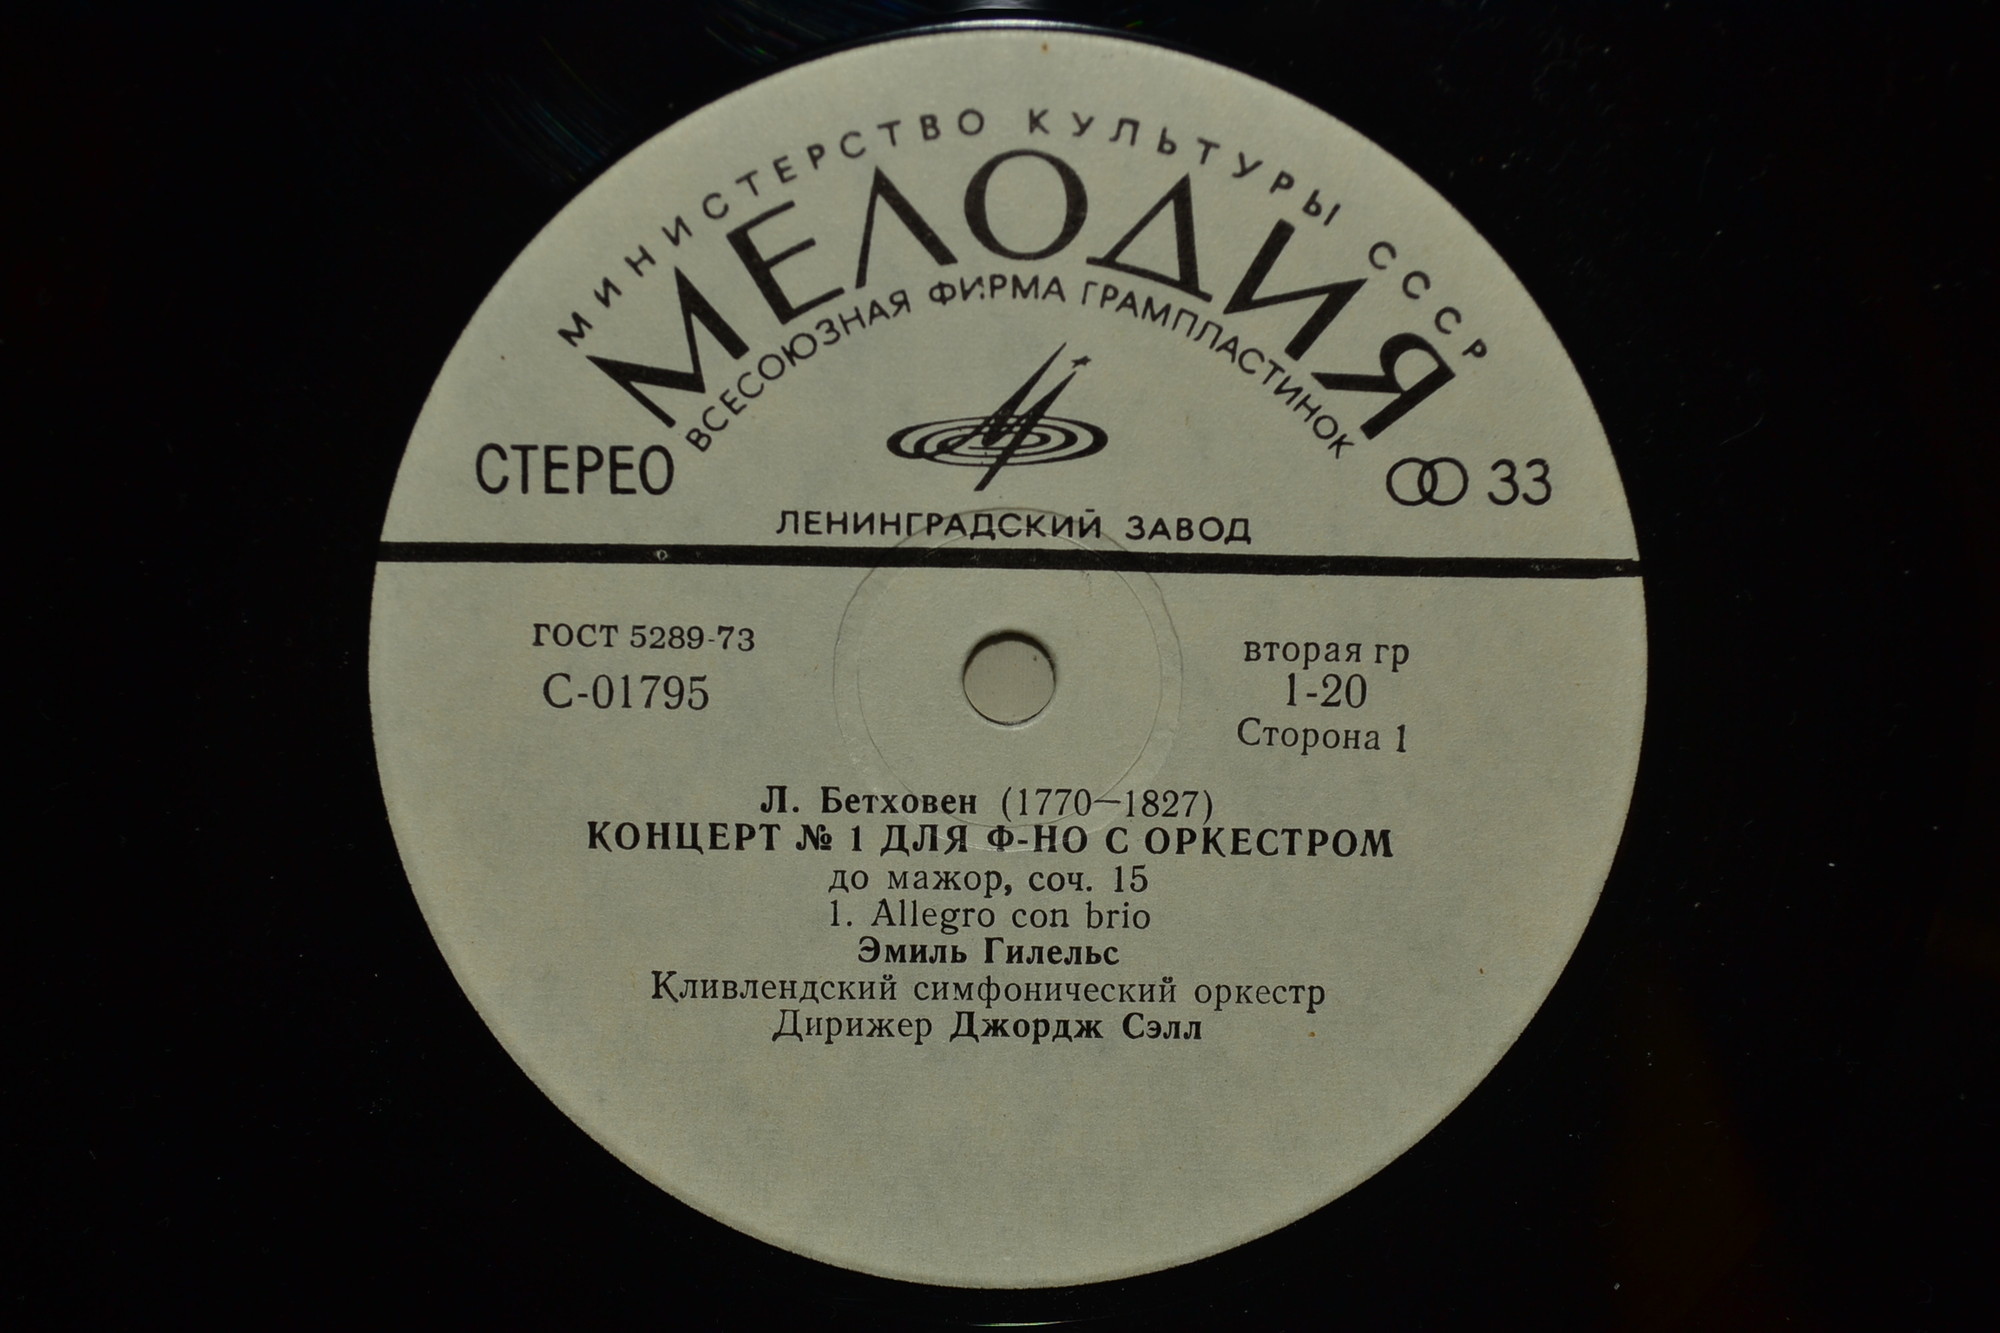 МИНИСТЕРСТВО КУЛЬТУРЫ СССР
МЕЛОДИЯ
ВСЕСОЮЗНАЯ ФИРМА ГРАМПЛАСТИНОК
СТЕРЕО
33
ЛЕНИНГРАДСКИЙ ЗАВОД
ГОСТ 5289-73
С-01795
вторая гр
1-20
Сторона 1
Л. Бетховен (1770—1827)
КОНЦЕРТ № 1 ДЛЯ Ф-НО С ОРКЕСТРОМ
до мажор, соч. 15
1. Allegro con brio
Эмиль Гилельс
Кливлендский симфонический оркестр
Дирижер Джордж Сэлл